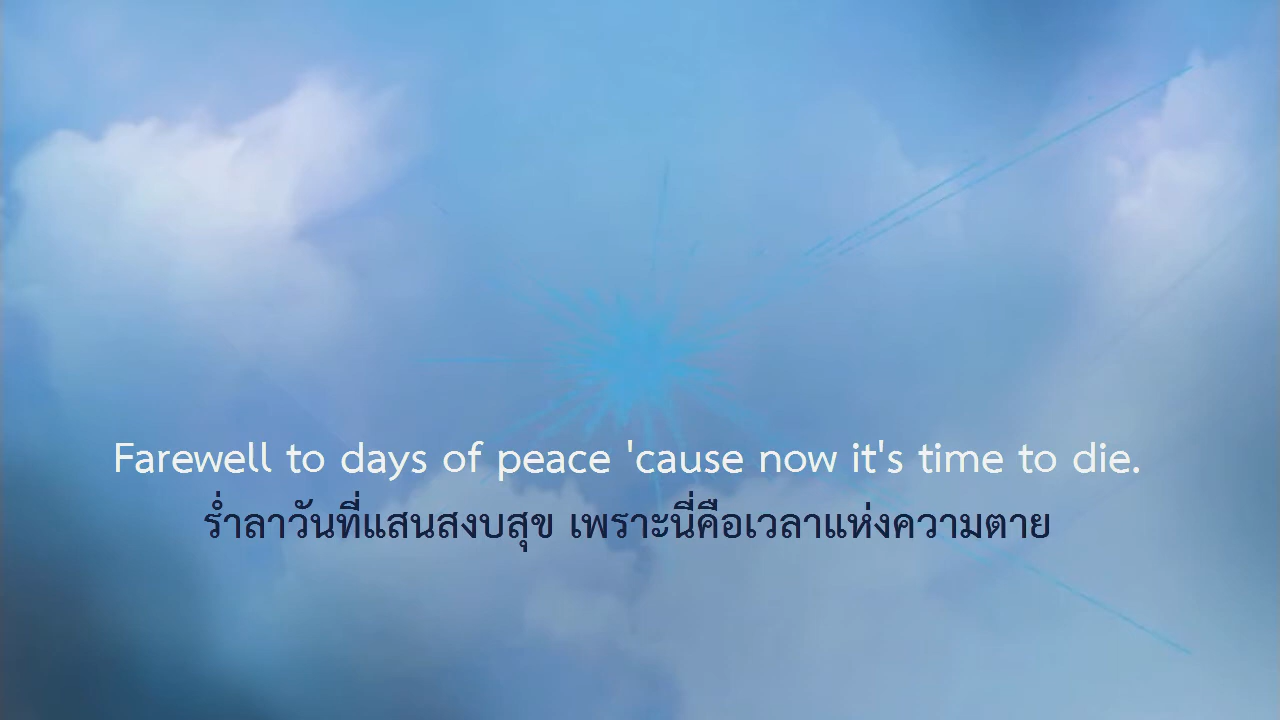 Farewell to days of peace 'cause now it's time to die.
ร่ำลาวันที่แสนสงบสุข เพราะนี่คือเวลาแห่งความตาย